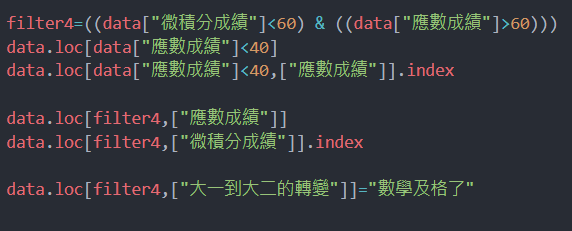 filter4=((data["微積分成績"]<60) & ((data["應數成績"]>60)))
data.loc[data["應數成績"]<40]
data.loc[data["應數成績"]<40,["應數成績"]].index
data.loc[filter4,["應數成績"]]
data.loc[filter4,["微積分成績"]].index
data.loc[filter4,["大一到大二的轉變"]]="數學及格了"